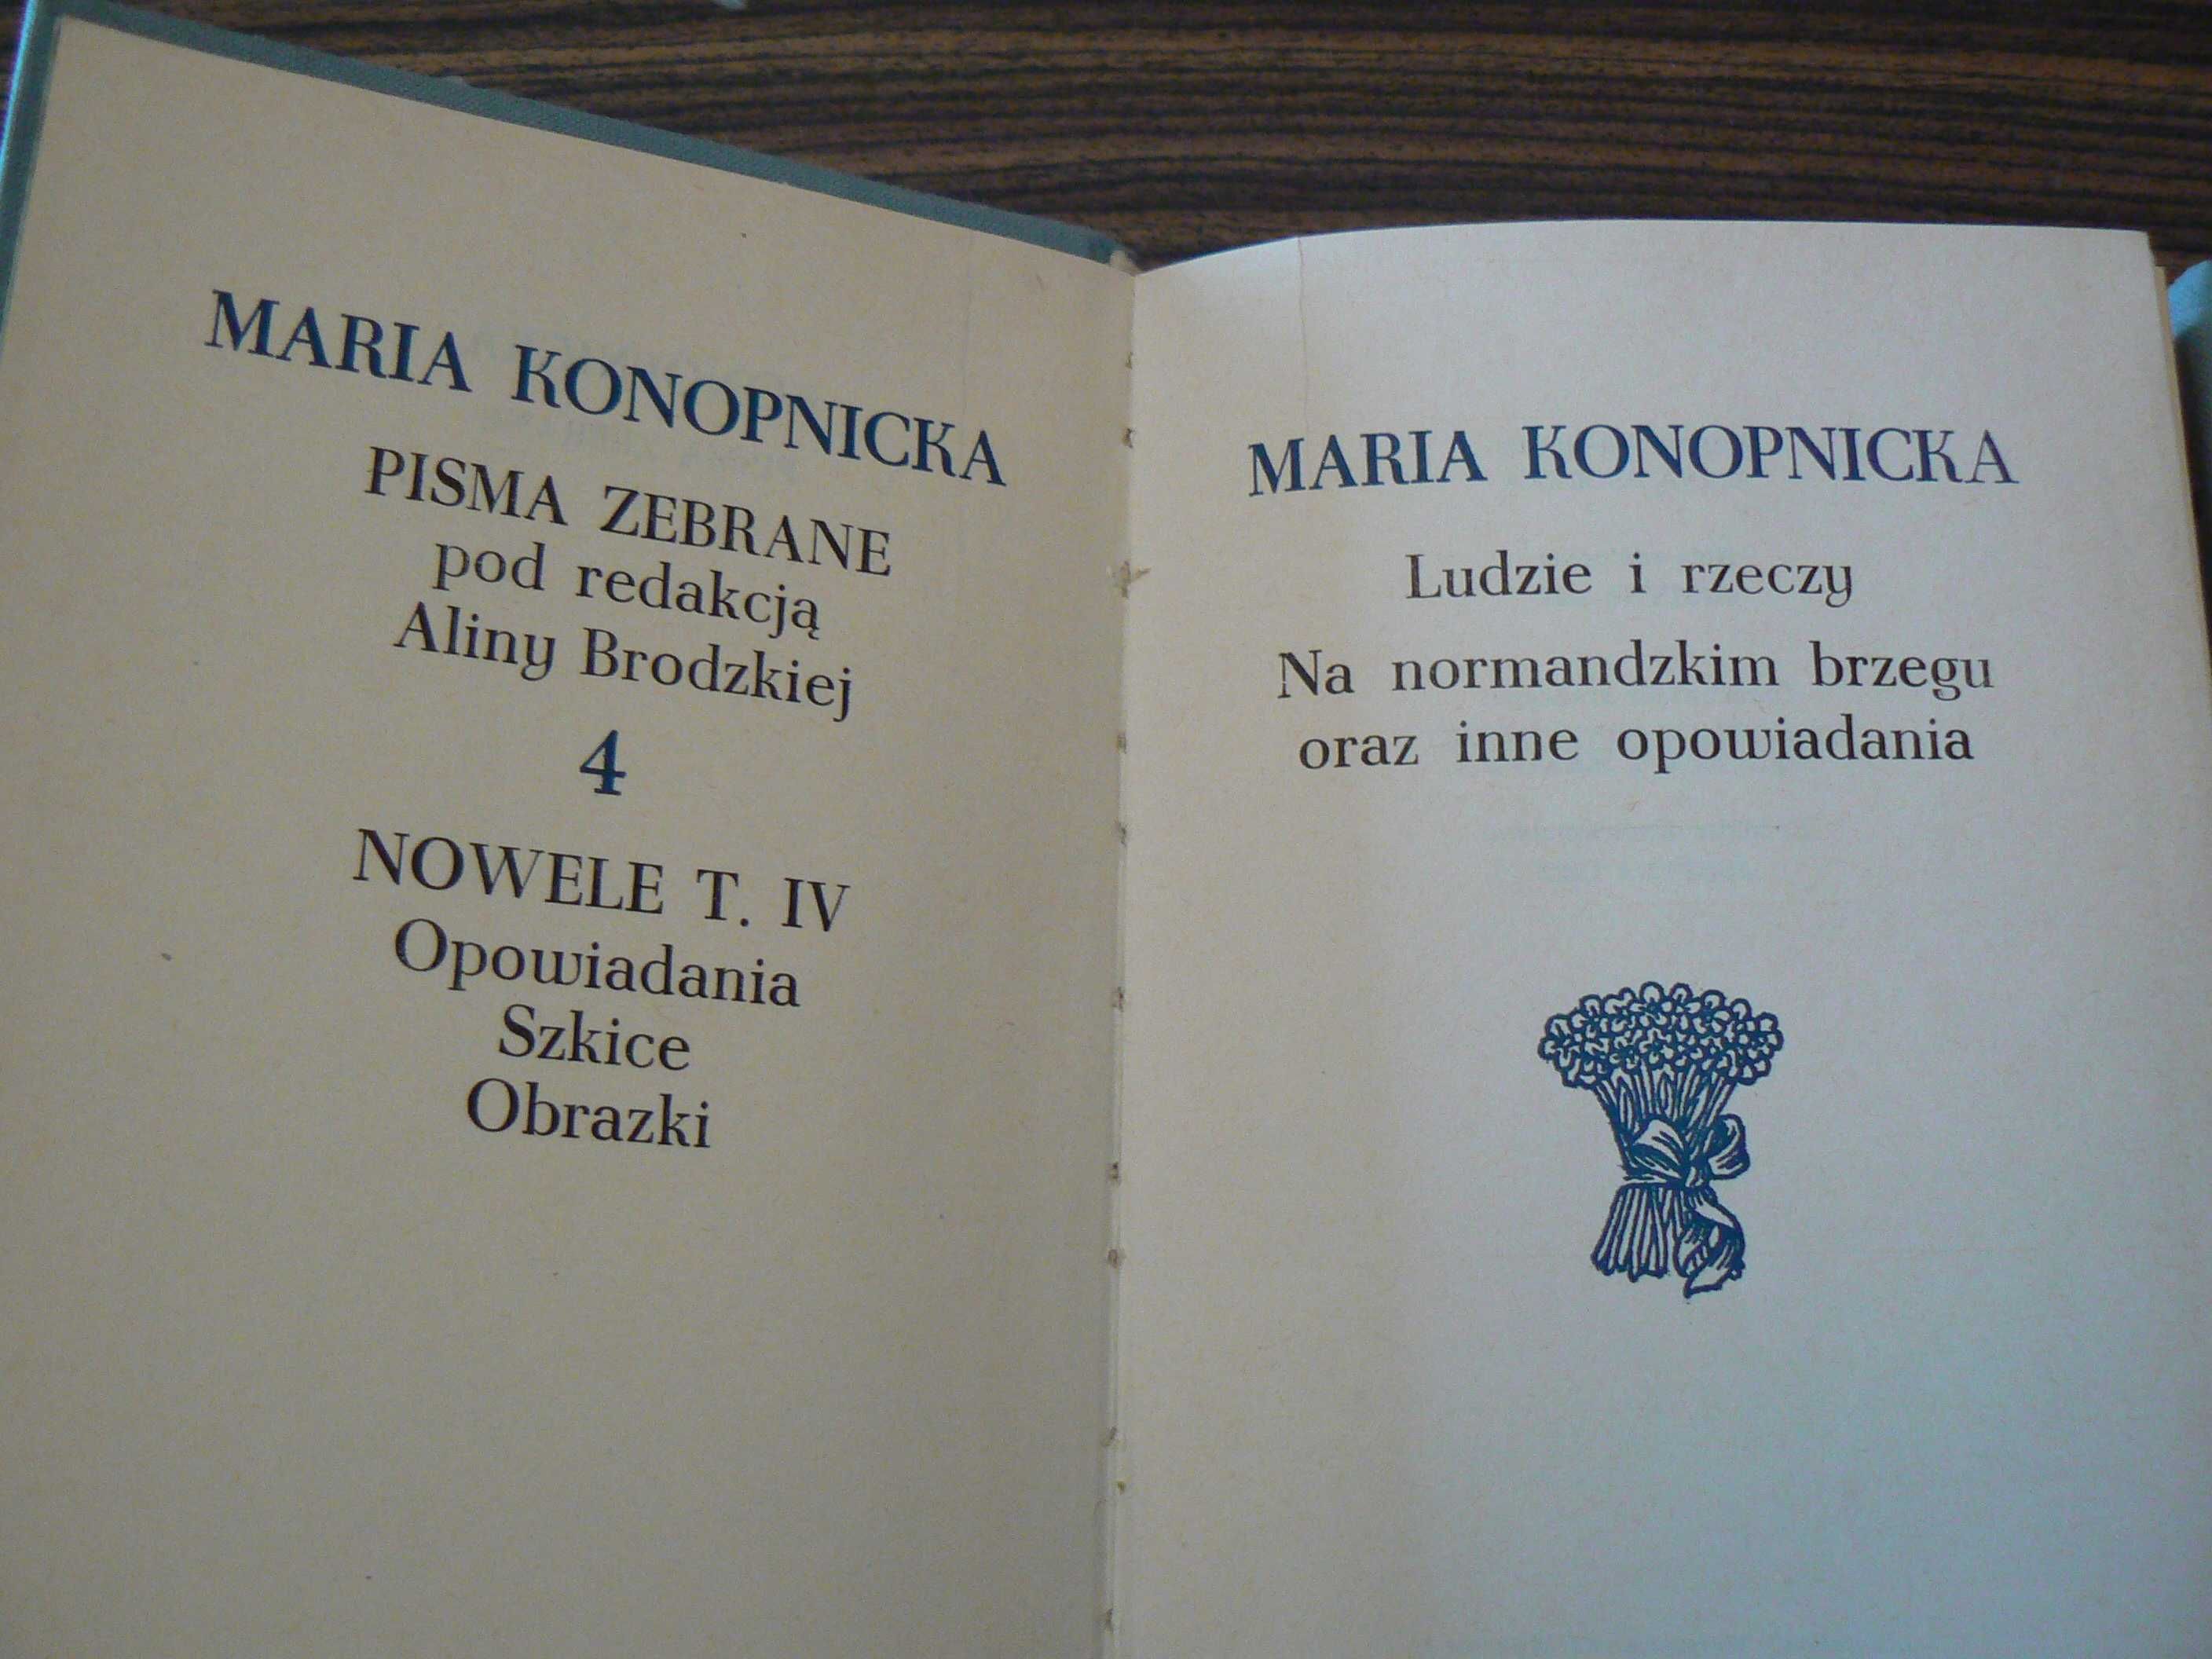 MARIA KONOPNICKA
PISMA ZEBRANE
pod redakcją
Aliny Brodzkiej
4
NOWELE T. IV
Opowiadania
Szkice
Obrazki
MARIA KONOPNICKA
Ludzie i rzeczy
Na normandzkim brzegu
oraz inne opowiadania